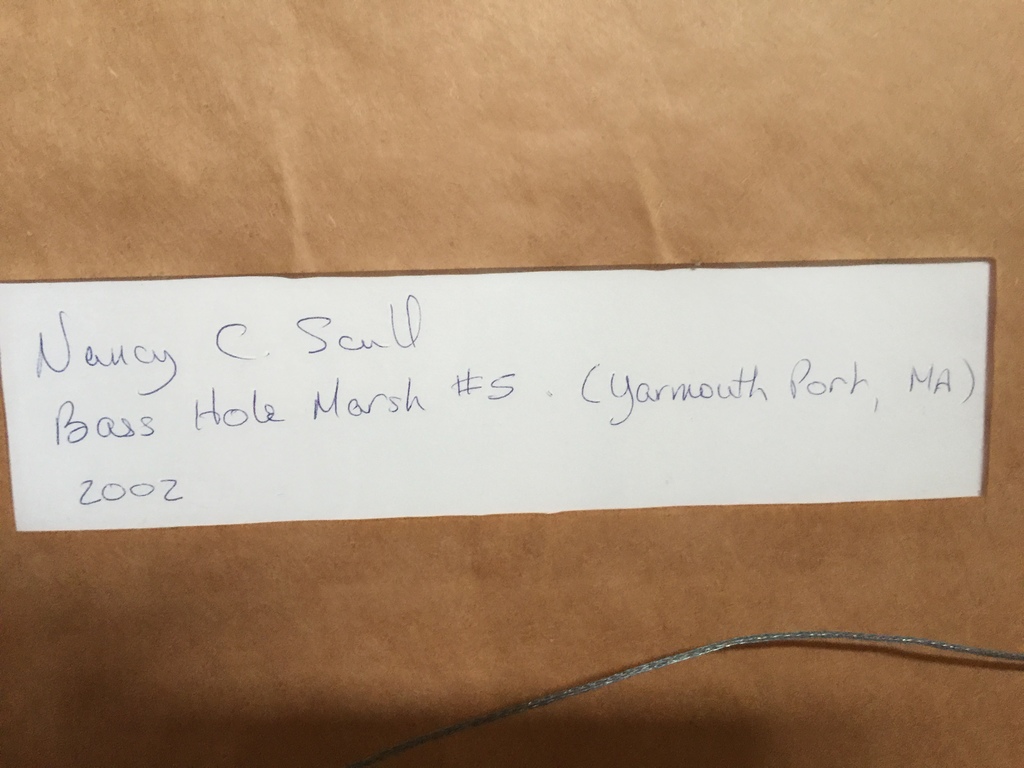 Nancy C. Scull
Bass Hole Marsh #5. (Yarmouth Port, MA)
2002